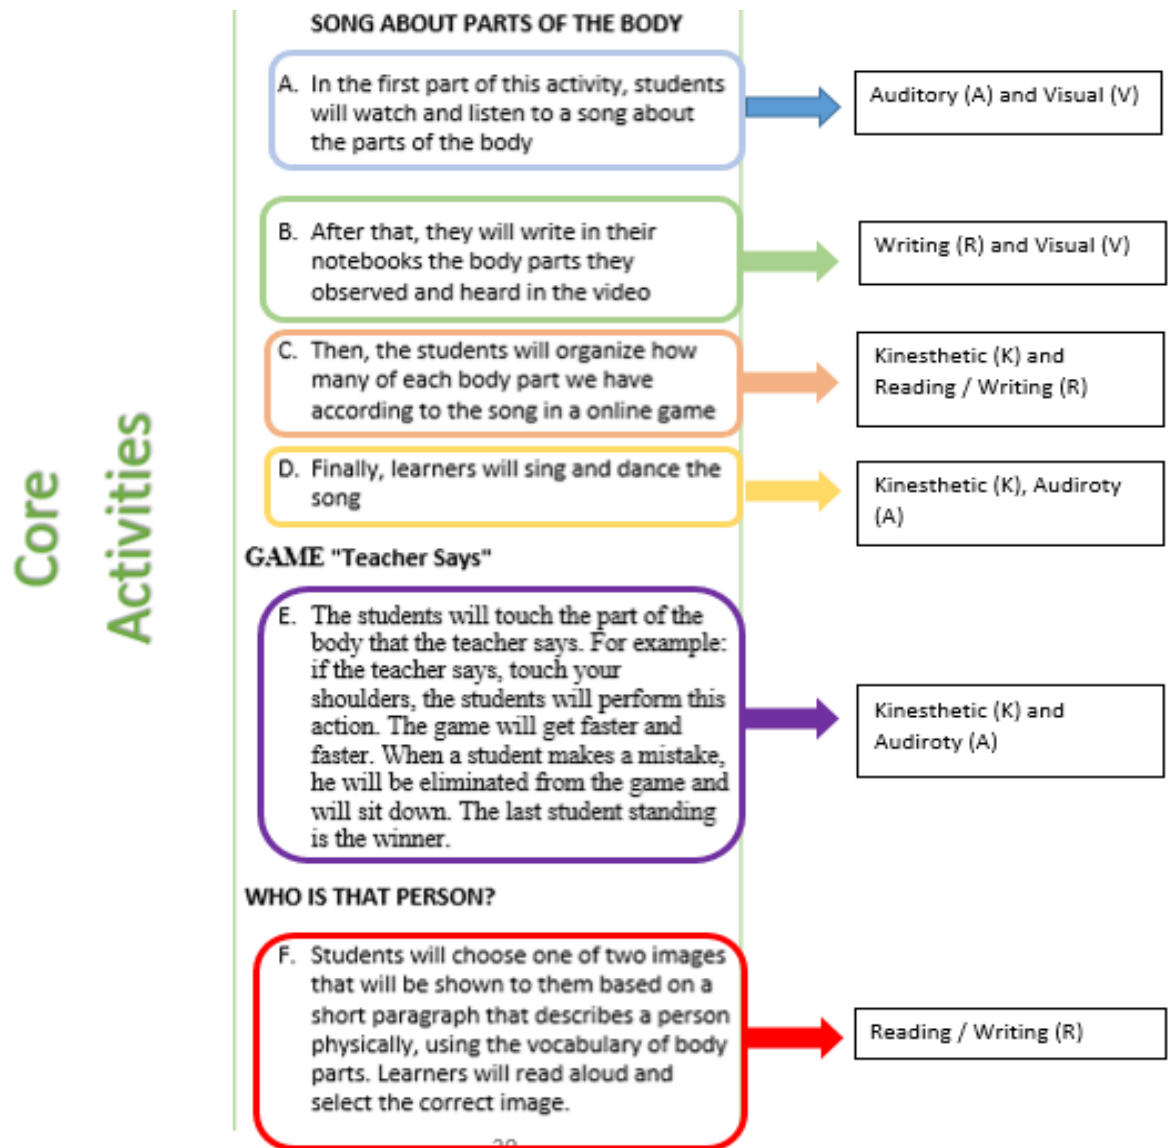 SONG ABOUT PARTS OF THE BODY
A. In the first part of this activity, students
will watch and listen to a song about
the parts of the body
Auditory (A) and Visual (V)
B. After that, they will write in their
notebooks the body parts they
observed and heard in the video
Writing (R) and Visual (V)
C. Then, the students will organize how
many of each body part we have
according to the song in a online game
Kinesthetic (K) and
Reading / Writing (R)
D. Finally, learners will sing and dance the
song
Kinesthetic (K), Audiroty
(A)
Core
Activities
GAME "Teacher Says"
E. The students will touch the part of the
body that the teacher says. For example:
if the teacher says, touch your
shoulders, the students will perform this
action. The game will get faster and
faster. When a student makes a mistake,
he will be eliminated from the game and
will sit down. The last student standing
is the winner.
Kinesthetic (K) and
Audiroty (A)
WHO IS THAT PERSON?
F. Students will choose one of two images
that will be shown to them based on a
short paragraph that describes a person
physically, using the vocabulary of body
parts. Learners will read aloud and
select the correct image.
Reading / Writing (R)